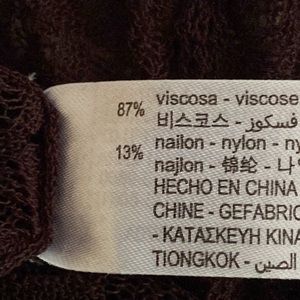 87% viscosa - viscose
비스코스 - فسكوز -
13% nailon - nylon - ny
najlon - 锦纶 - 나
HECHO EN CHINA
CHINE - GEFABRIC
- ΚΑΤΑΣΚΕΥΗ ΚΙΝΑ
TIONGKOK - الصين